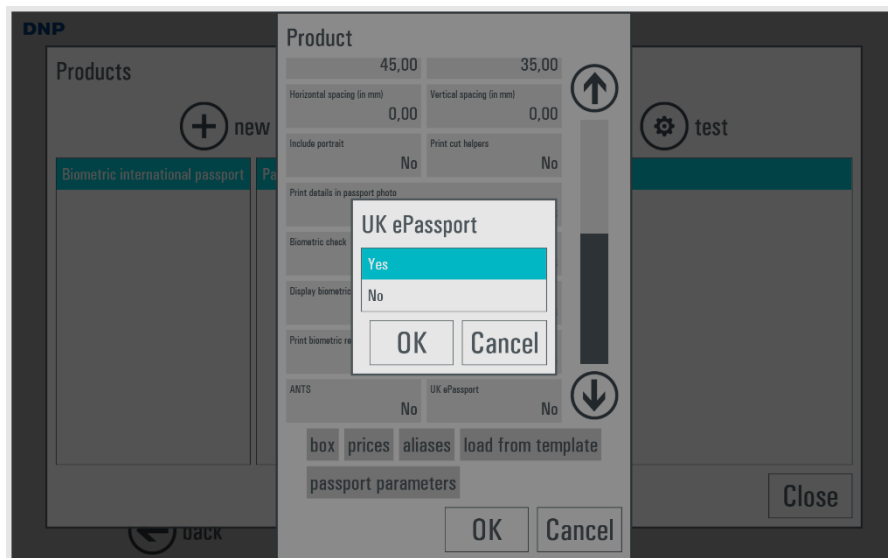 DNP
Products
new
test
Biometric international passport
Pa
Product
45,00 35,00
Horizontal spacing (in mm) Vertical spacing (in mm)
0,00 0,00
Include portrait Print cut helpers
No No
Print details in passport photo
Biometric check
Display biometric
Print biometric re
ANTS UK ePassport
No No
box prices aliases load from template
passport parameters
OK Cancel
UK ePassport
Yes
No
OK Cancel
Close
back